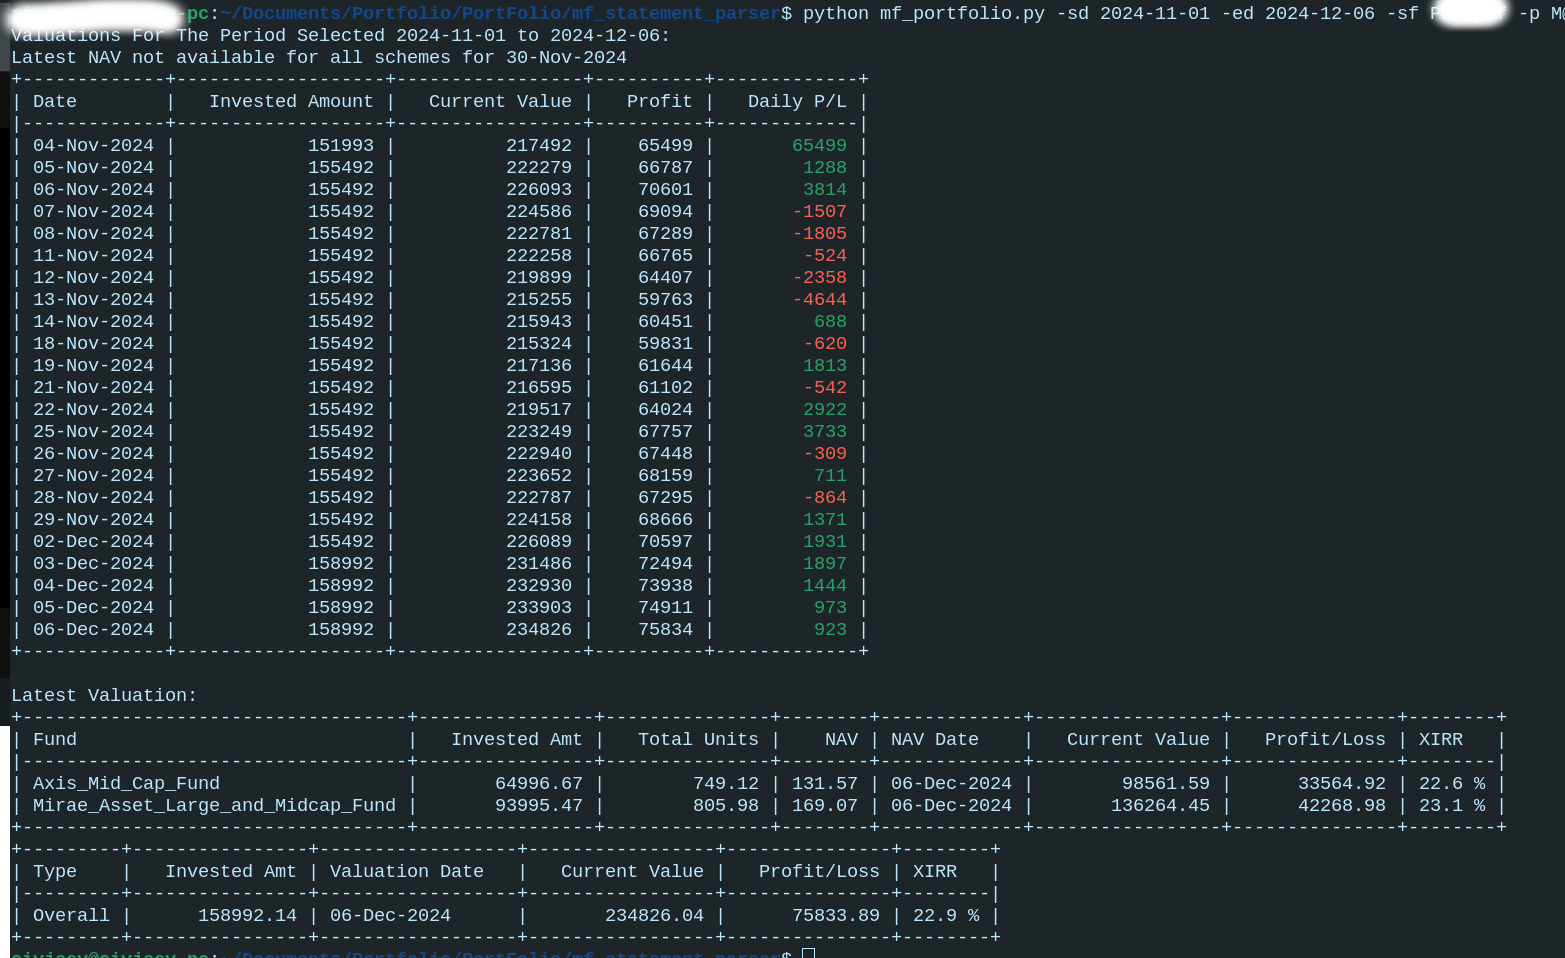 -pc:~/Documents/Portfolio/PortFolio/mf_statement_parser$ python mf_portfolio.py -sd 2024-11-01 -ed 2024-12-06 -sf -p
Valuations For The Period Selected 2024-11-01 to 2024-12-06:
Latest NAV not available for all schemes for 30-Nov-2024
+-------------+-------------------+-----------------+----------+-------------+
| Date        |   Invested Amount |   Current Value |   Profit |   Daily P/L |
|-------------+-------------------+-----------------+----------+-------------|
| 04-Nov-2024 |            151993 |          217492 |    65499 |       65499 |
| 05-Nov-2024 |            155492 |          222279 |    66787 |        1288 |
| 06-Nov-2024 |            155492 |          226093 |    70601 |        3814 |
| 07-Nov-2024 |            155492 |          224586 |    69094 |       -1507 |
| 08-Nov-2024 |            155492 |          222781 |    67289 |       -1805 |
| 11-Nov-2024 |            155492 |          222258 |    66765 |        -524 |
| 12-Nov-2024 |            155492 |          219899 |    64407 |       -2358 |
| 13-Nov-2024 |            155492 |          215255 |    59763 |       -4644 |
| 14-Nov-2024 |            155492 |          215943 |    60451 |         688 |
| 18-Nov-2024 |            155492 |          215324 |    59831 |        -620 |
| 19-Nov-2024 |            155492 |          217136 |    61644 |        1813 |
| 21-Nov-2024 |            155492 |          216595 |    61102 |        -542 |
| 22-Nov-2024 |            155492 |          219517 |    64024 |        2922 |
| 25-Nov-2024 |            155492 |          223249 |    67757 |        3733 |
| 26-Nov-2024 |            155492 |          222940 |    67448 |        -309 |
| 27-Nov-2024 |            155492 |          223652 |    68159 |         711 |
| 28-Nov-2024 |            155492 |          222787 |    67295 |        -864 |
| 29-Nov-2024 |            155492 |          224158 |    68666 |        1371 |
| 02-Dec-2024 |            155492 |          226089 |    70597 |        1931 |
| 03-Dec-2024 |            158992 |          231486 |    72494 |        1897 |
| 04-Dec-2024 |            158992 |          232930 |    73938 |        1444 |
| 05-Dec-2024 |            158992 |          233903 |    74911 |         973 |
| 06-Dec-2024 |            158992 |          234826 |    75834 |         923 |
+-------------+-------------------+-----------------+----------+-------------+
Latest Valuation:
+-----------------------------------+----------------+---------------+--------+-------------+-----------------+---------------+--------+
| Fund                              |   Invested Amt |   Total Units |    NAV | NAV Date    |   Current Value |   Profit/Loss | XIRR   |
|-----------------------------------+----------------+---------------+--------+-------------+-----------------+---------------+--------|
| Axis_Mid_Cap_Fund                 |       64996.67 |        749.12 | 131.57 | 06-Dec-2024 |        98561.59 |      33564.92 | 22.6 % |
| Mirae_Asset_Large_and_Midcap_Fund |       93995.47 |        805.98 | 169.07 | 06-Dec-2024 |       136264.45 |      42268.98 | 23.1 % |
+-----------------------------------+----------------+---------------+--------+-------------+-----------------+---------------+--------+
+---------+----------------+------------------+-----------------+---------------+--------+
| Type    |   Invested Amt | Valuation Date   |   Current Value |   Profit/Loss | XIRR   |
|---------+----------------+------------------+-----------------+---------------+--------|
| Overall |      158992.14 | 06-Dec-2024      |       234826.04 |      75833.89 | 22.9 % |
+---------+----------------+------------------+-----------------+---------------+--------+
:~/Documents/Portfolio/PortFolio/mf_statement_parser$